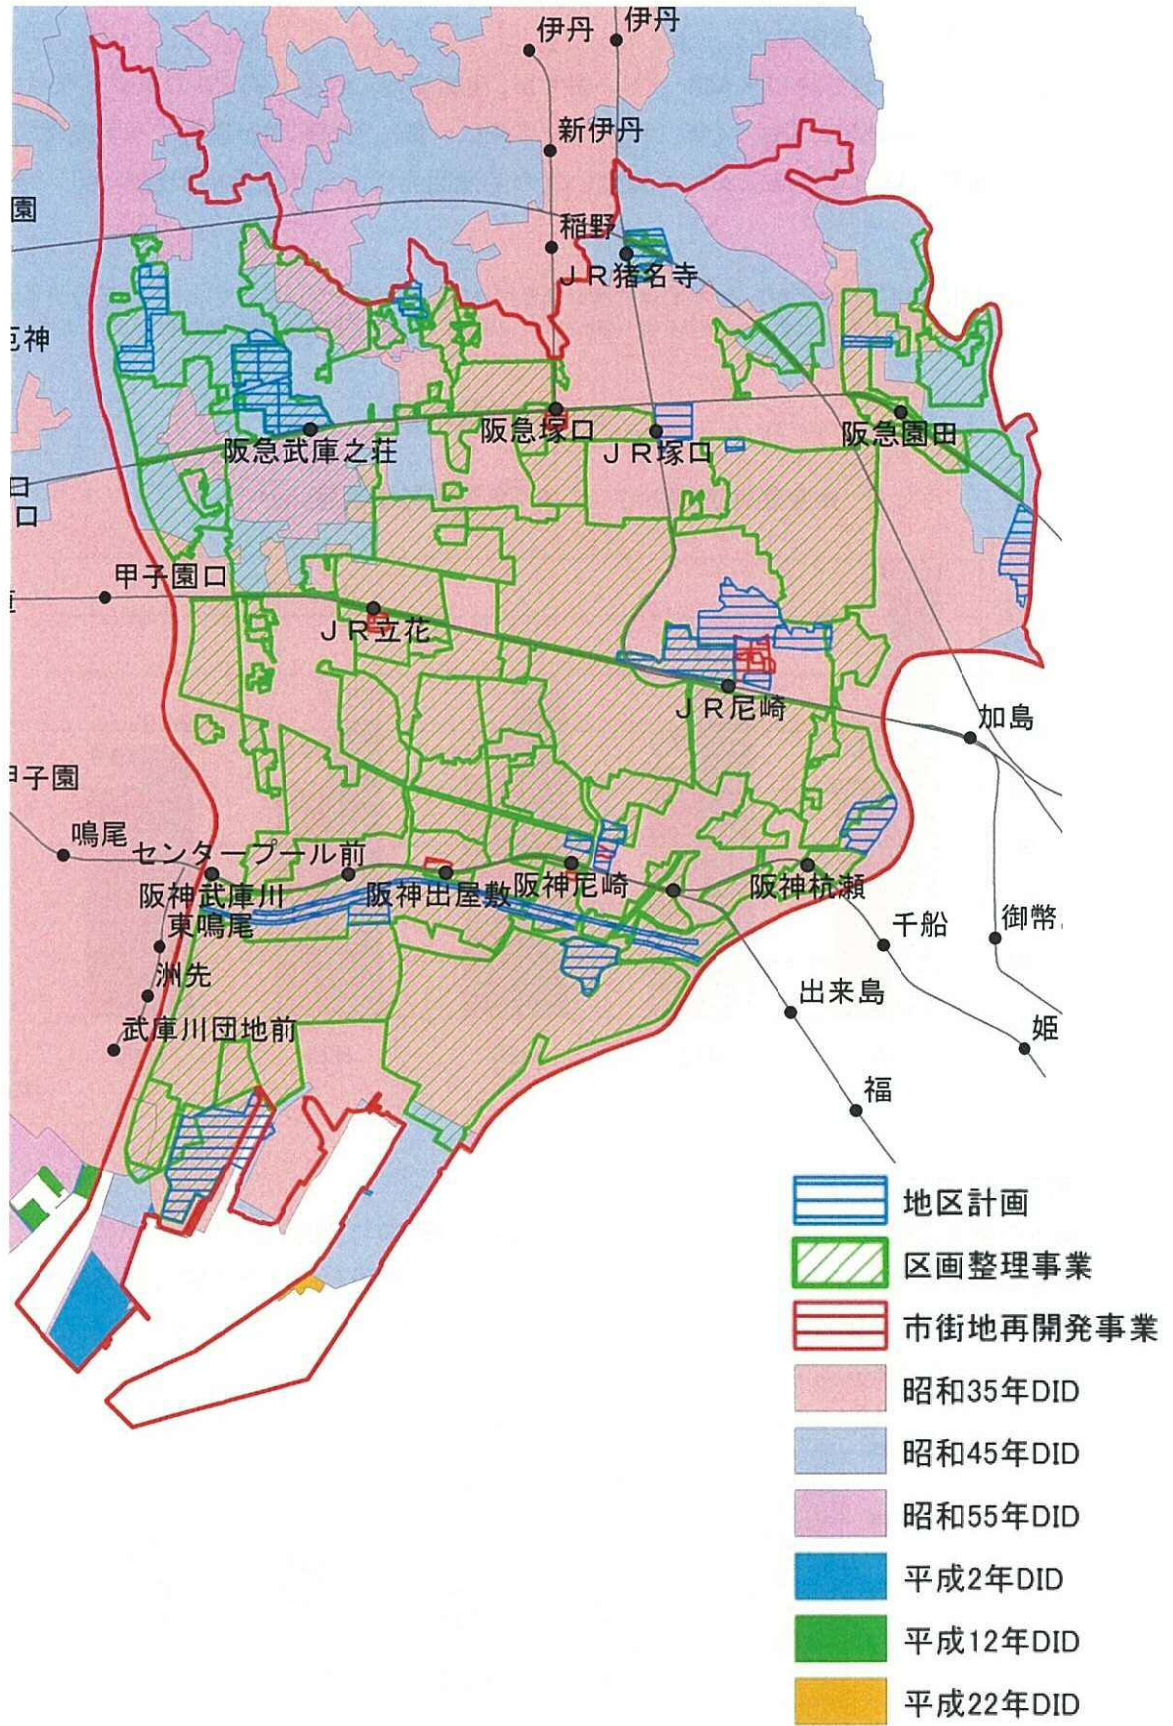 伊丹
伊丹
新伊丹
園
稲野
ＪＲ猪名寺
神
阪急塚口
阪急園田
阪急武庫之荘
ＪＲ塚口
口
口
甲子園口
ＪＲ立花
ＪＲ尼崎
加島
子園
鳴尾
センタープール前
阪神武庫川
阪神出屋敷
阪神尼崎
阪神杭瀬
東鳴尾
千船
御幣
洲先
出来島
武庫川団地前
姫
福
地区計画
区画整理事業
市街地再開発事業
昭和35年DID
昭和45年DID
昭和55年DID
平成2年DID
平成12年DID
平成22年DID